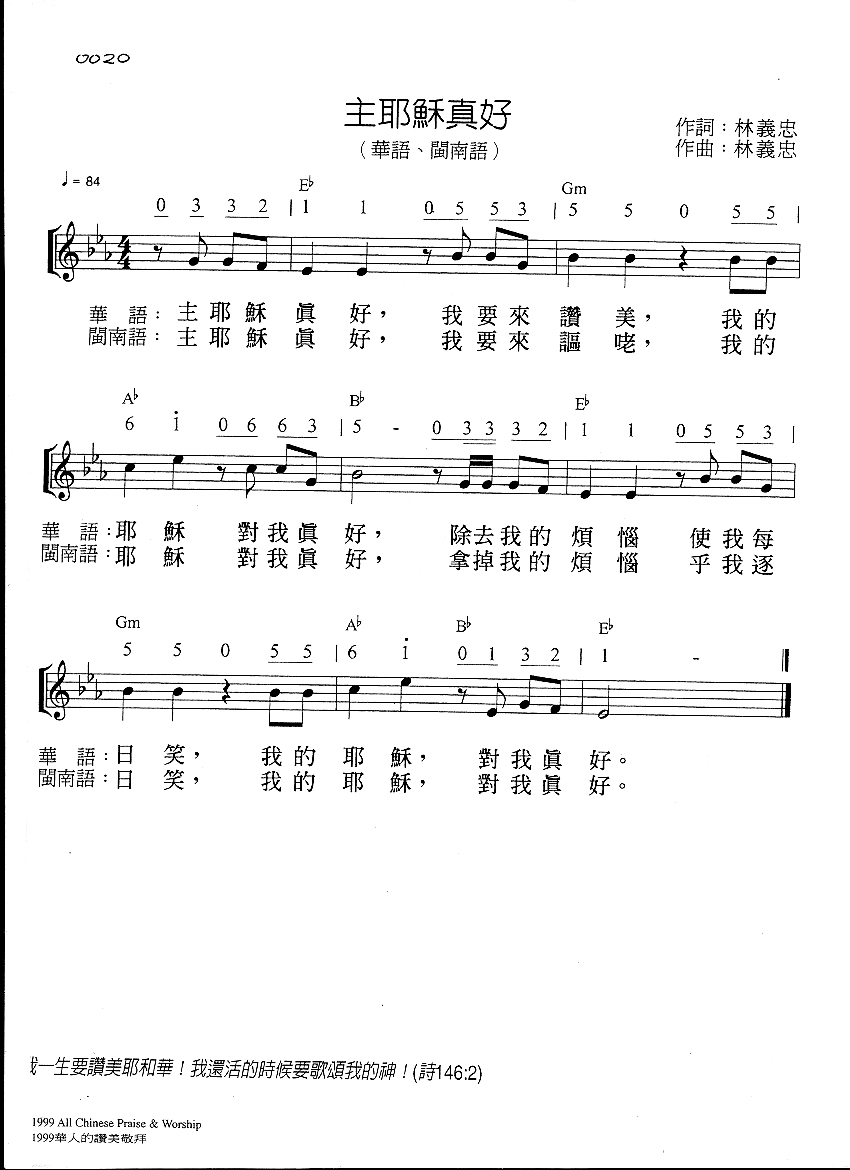 0020
主耶穌真好
（華語、閩南語）
作詞：林義忠
作曲：林義忠
♩= 84
E♭ Gm
0 3 3 3 2 | 1 1 0 5 5 3 | 5 5 0 5 5 |
華語：主耶穌眞好，我要來讚美，我的
閩南語：主耶穌眞好，我要來謳咾，我的
A♭ B♭ E♭
6 1̇ 0 6 6 3 | 5 - 0 3 3 3 2 | 1 1 0 5 5 3 |
華語：耶穌對我眞好，除去我的煩惱使我每
閩南語：耶穌對我眞好，拿掉我的煩惱乎我逐
Gm A♭ B♭ E♭
5 5 0 5 5 | 6 1̇ 0 1 3 2 | 1 - ‖
華語：日笑，我的耶穌，對我眞好。
閩南語：日笑，我的耶穌，對我眞好。
我一生要讚美耶和華！我還活的時候要歌頌我的神！(詩146:2)
1999 All Chinese Praise & Worship
1999華人的讚美敬拜